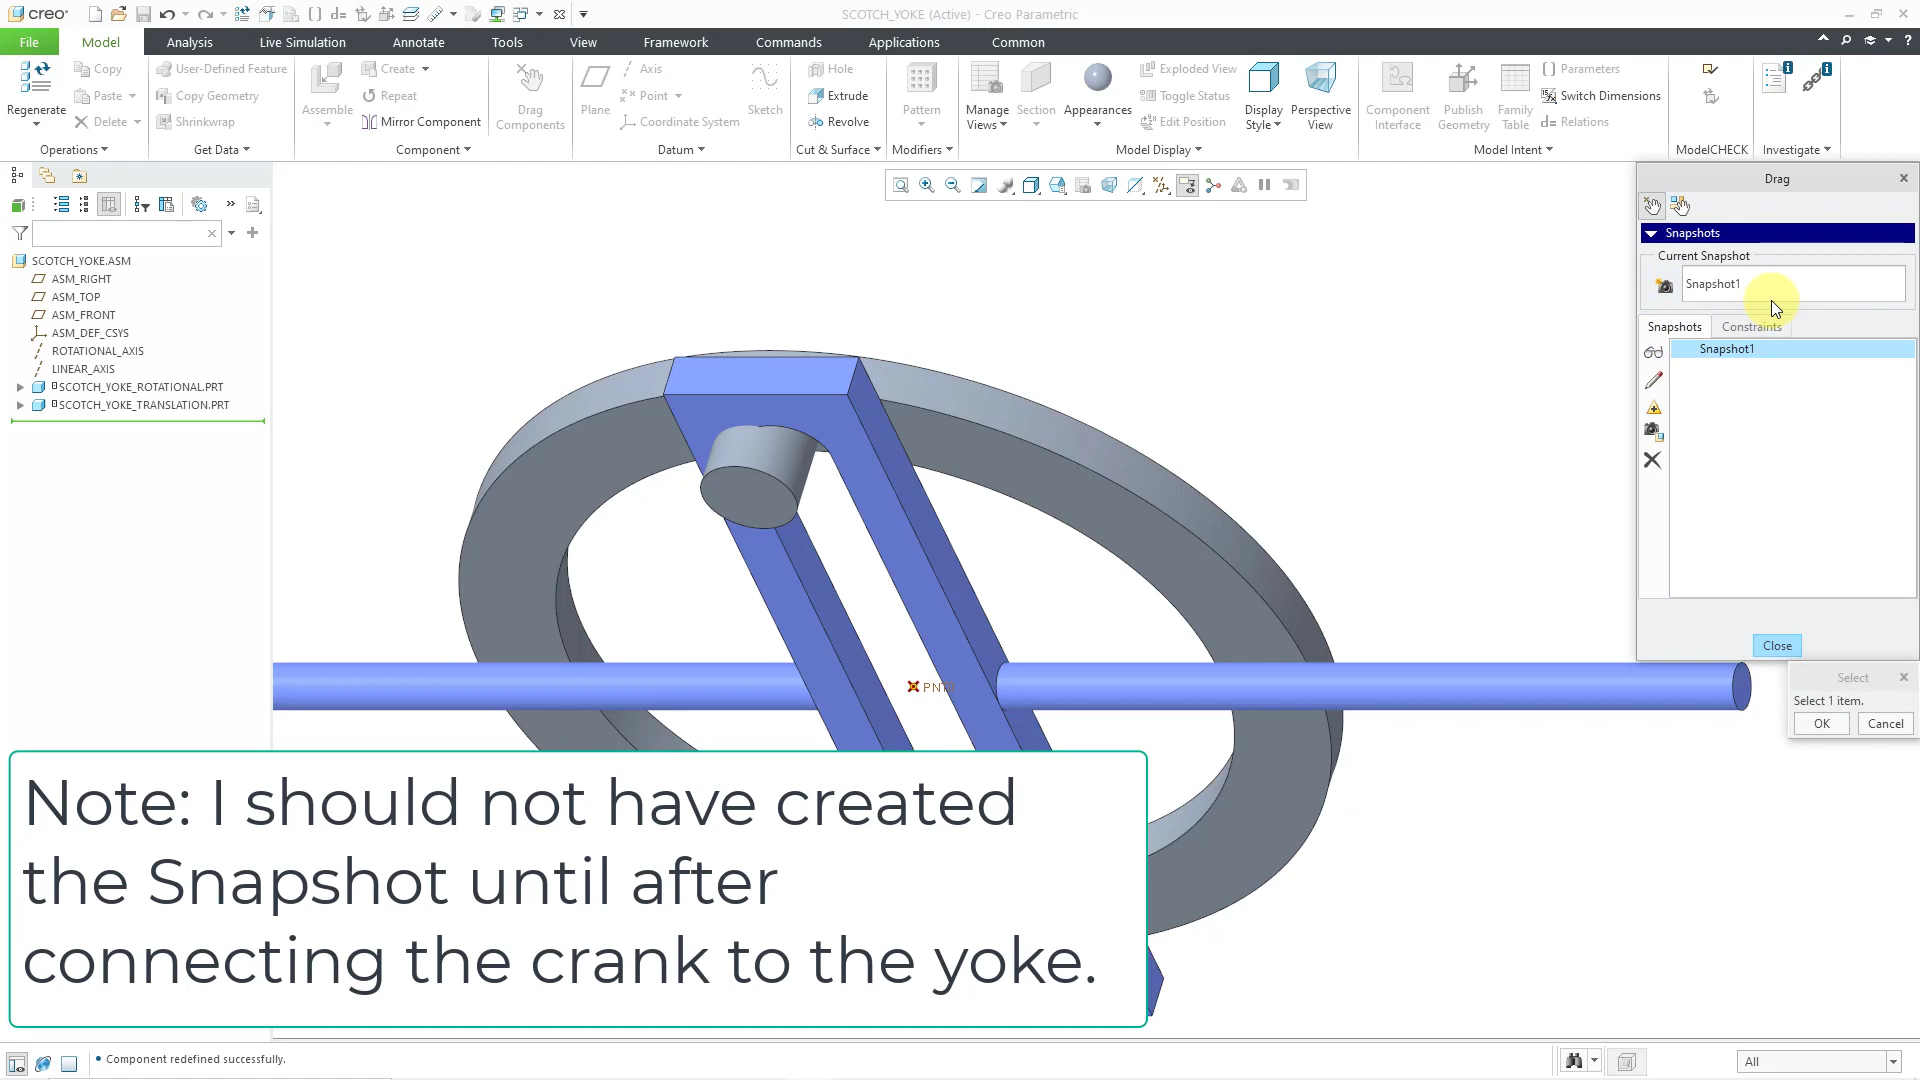 creo
SCOTCH_YOKE (Active) - Creo Parametric
File
Model
Analysis
Live Simulation
Annotate
Tools
View
Framework
Commands
Applications
Common
Regenerate
Copy
Paste
Delete
Operations
User-Defined Feature
Copy Geometry
Shrinkwrap
Get Data
Assemble
Create
Repeat
Mirror Component
Component
Drag
Components
Plane
Axis
Point
Coordinate System
Sketch
Datum
Hole
Extrude
Revolve
Cut & Surface
Pattern
Modifiers
Manage
Views
Section
Appearances
Exploded View
Toggle Status
Edit Position
Display
Style
Perspective
View
Model Display
Component
Interface
Publish
Geometry
Family
Table
Parameters
Switch Dimensions
Relations
Model Intent
ModelCHECK
Investigate
SCOTCH_YOKE.ASM
ASM_RIGHT
ASM_TOP
ASM_FRONT
ASM_DEF_CSYS
ROTATIONAL_AXIS
LINEAR_AXIS
SCOTCH_YOKE_ROTATIONAL.PRT
SCOTCH_YOKE_TRANSLATION.PRT
Drag
Snapshots
Current Snapshot
Snapshot1
Snapshots
Constraints
Snapshot1
Close
Select
Select 1 item.
OK
Cancel
Note: I should not have created
the Snapshot until after
connecting the crank to the yoke.
Component redefined successfully.
All